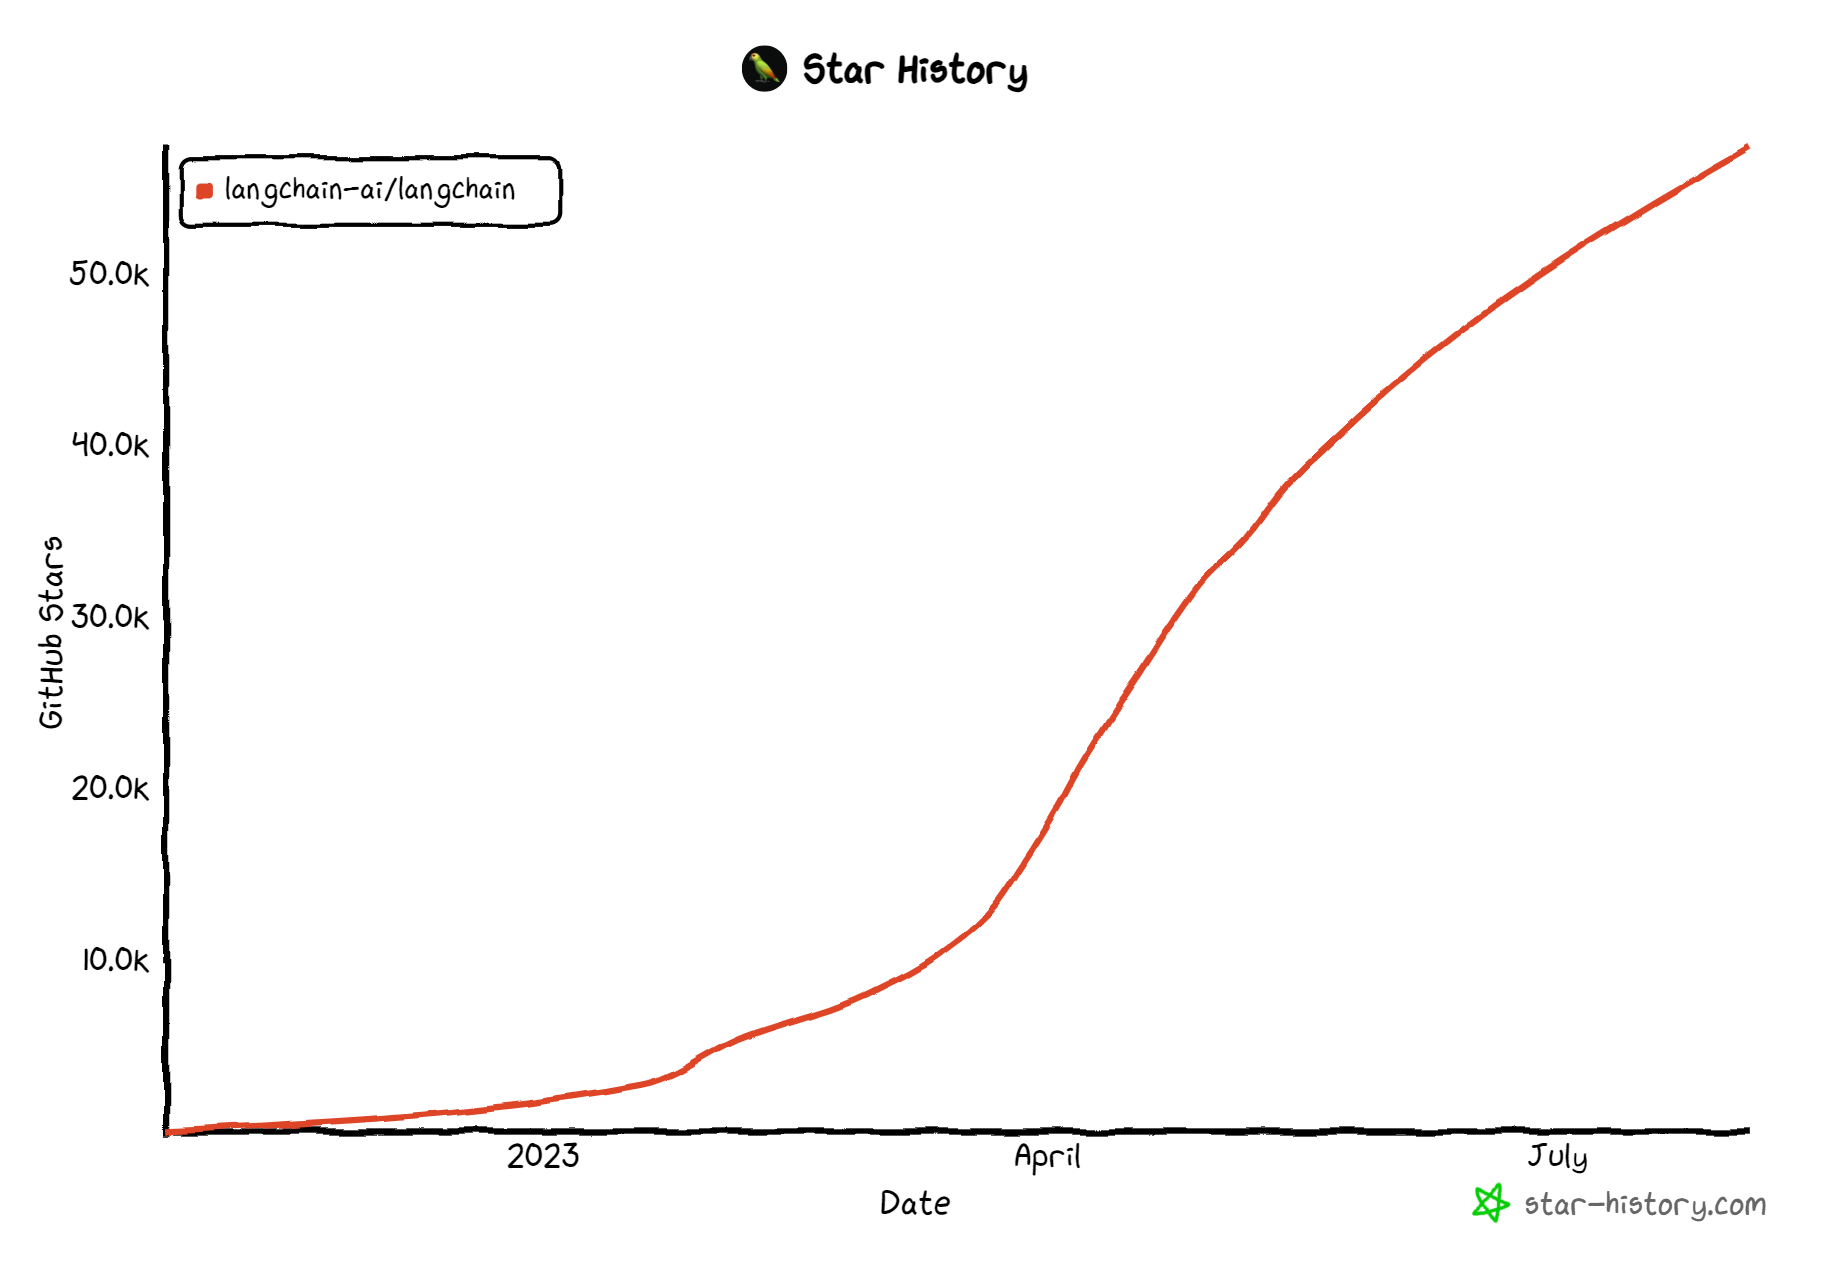 Star History
langchain-ai/langchain
50.0k
40.0k
30.0k
20.0k
10.0k
GitHub Stars
2023
April
July
Date
star-history.com